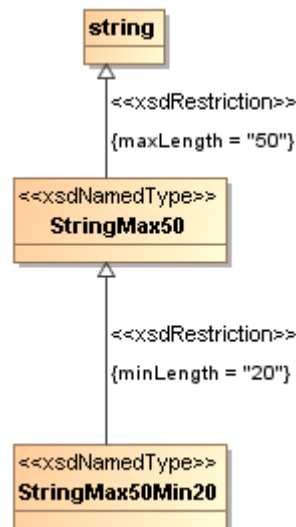 string
<<xsdRestriction>>
{maxLength = "50"}
<<xsdNamedType>>
StringMax50
<<xsdRestriction>>
{minLength = "20"}
<<xsdNamedType>>
StringMax50Min20